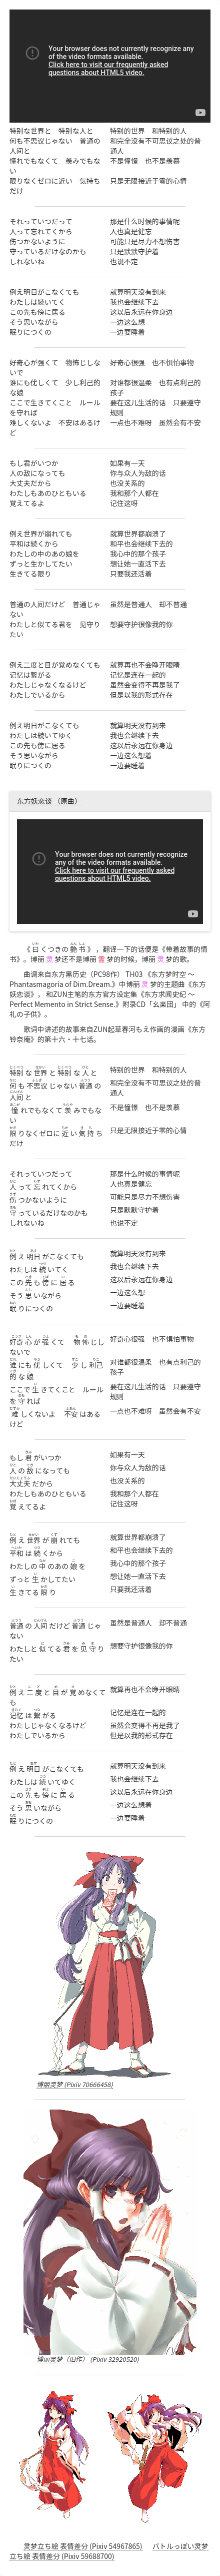 Your browser does not currently recognize any
of the video formats available.
Click here to visit our frequently asked
questions about HTML5 video.
特别な世界と　特别な人と
何も不思议じゃない　普通の
人间と
憧れでもなくて　羡みでもな
い
限りなくゼロに近い　気持ち
だけ
特别的世界　和特别的人
和完全没有不可思议之处的普
通人
也不是憧憬　也不是羡慕
只是无限接近于零的心情
それっていつだって
人って忘れてくから
伤つかないように
守っているだけなのかも
しれないね
那是什么时候的事情呢
人也真是健忘
可能只是尽力不想伤害
只是默默守护着
也说不定
例え明日がこなくても
わたしは続いてく
この先も傍に居る
そう思いながら
眠りにつくの
就算明天没有到来
我也会继续下去
这以后永远在你身边
一边这么想
一边要睡着
好奇心が强くて　物怖じしな
いで
谁にも优しくて　少し利己的
な娘
ここで生きてくこと　ルール
を守れば
难しくないよ　不安はあるけ
ど
好奇心很强　也不惧怕事物
对谁都很温柔　也有点利己的
孩子
要在这儿生活的话　只要遵守
规则
一点也不难呀　虽然会有不安
もし君がいつか
人の敌になっても
大丈夫だから
わたしもあのひともいる
覚えてるよ
如果有一天
你与众人为敌的话
也没关系的
我和那个人都在
记住这呀
例え世界が崩れても
平和は続くから
わたしの中のあの娘を
ずっと生かしてたい
生きてる限り
就算世界都崩溃了
和平也会继续下去的
我心中的那个孩子
想让她一直活下去
只要我还活着
普通の人间だけど　普通じゃ
ない
わたしと似てる君を　见守り
たい
虽然是普通人　却不普通
想要守护很像我的你
例え二度と目が覚めなくても
记忆は繋がる
わたしじゃなくなるけど
わたしでしているから
就算再也不会睁开眼睛
记忆是连在一起的
虽然会变得不再是我了
但是以我的形式存在
例え明日がこなくても
わたしは続いてゆく
この先も傍に居る
そう思いながら
眠りにつくの
就算明天没有到来
我也会继续下去
这以后永远在你身边
一边这么想着
一边要睡着
东方妖恋谈 （原曲）
Your browser does not currently recognize any
of the video formats available.
Click here to visit our frequently asked
questions about HTML5 video.
《曰くつきの艶书》，翻译一下的话便是《带着故事的情
书》。博丽 灵 梦还不是博丽 霊 梦的时候，博丽 灵 梦的歌。
曲调来自东方黑历史（PC98作） TH03 《东方梦时空 ～
Phantasmagoria of Dim.Dream.》中博丽 灵 梦的主题曲《东方
妖恋谈》， 和ZUN主笔的东方官方设定集《东方求闻史纪 ～
Perfect Memento in Strict Sense.》附录CD「幺楽団」 中的《阿
礼の子供》。
歌词中讲述的故事来自ZUN起草春河もえ作画的漫画《东方
铃奈庵》的第十六・十七话。
特别な世界と特别な人と
何も不思议じゃない普通の
人间と
憧れでもなくて羡みでもな
い
限りなくゼロに近い気持ち
だけ
特别的世界　和特别的人
和完全没有不可思议之处的普
通人
也不是憧憬　也不是羡慕
只是无限接近于零的心情
それっていつだって
人って忘れてくから
伤つかないように
守っているだけなのかも
しれないね
那是什么时候的事情呢
人也真是健忘
可能只是尽力不想伤害
只是默默守护着
也说不定
例え明日がこなくても
わたしは続いてく
この先も傍に居る
そう思いながら
眠りにつくの
就算明天没有到来
我也会继续下去
这以后永远在你身边
一边这么想
一边要睡着
好奇心が强くて　物怖じし
ないで
谁にも优しくて　少し利己
的な娘
ここで生きてくこと　ルール
を守れば
难しくないよ　不安はある
けど
好奇心很强　也不惧怕事物
对谁都很温柔　也有点利己的
孩子
要在这儿生活的话　只要遵守
规则
一点也不难呀　虽然会有不安
もし君がいつか
人の敌になっても
大丈夫だから
わたしもあのひともいる
覚えてるよ
如果有一天
你与众人为敌的话
也没关系的
我和那个人都在
记住这呀
例え世界が崩れても
平和は続くから
わたしの中のあの娘を
ずっと生かしてたい
生きてる限り
就算世界都崩溃了
和平也会继续下去的
我心中的那个孩子
想让她一直活下去
只要我还活着
普通の人间だけど普通じゃ
ない
わたしと似てる君を见守り
たい
虽然是普通人　却不普通
想要守护很像我的你
例え二度と目が覚めなくて
も
记忆は繋がる
わたしじゃなくなるけど
わたしでしているから
就算再也不会睁开眼睛
记忆是连在一起的
虽然会变得不再是我了
但是以我的形式存在
例え明日がこなくても
わたしは続いてゆく
この先も傍に居る
そう思いながら
眠りにつくの
就算明天没有到来
我也会继续下去
这以后永远在你身边
一边这么想着
一边要睡着
博丽灵梦 (Pixiv 70666458)
博丽灵梦（旧作） (Pixiv 32920520)
灵梦立ち絵 表情差分 (Pixiv 54967865)　バトルっぽい灵梦
立ち絵 表情差分 (Pixiv 59688700)